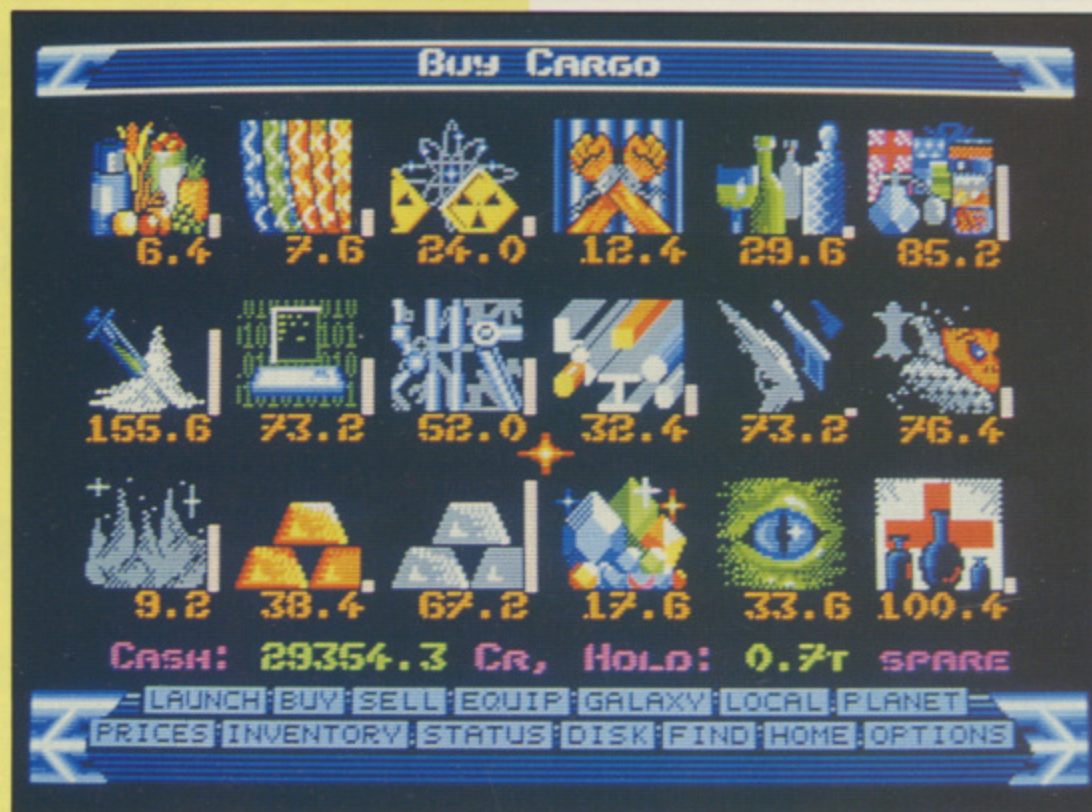 BUY CARGO
6.4 7.6 24.0 12.4 29.6 85.2
155.6 73.2 52.0 32.4 73.2 76.4
9.2 38.4 67.2 17.6 33.6 100.4
CASH: 29354.3 CR, HOLD: 0.7T SPARE
LAUNCH BUY SELL EQUIP GALAXY LOCAL PLANET
PRICES INVENTORY STATUS DISK FIND HOME OPTIONS